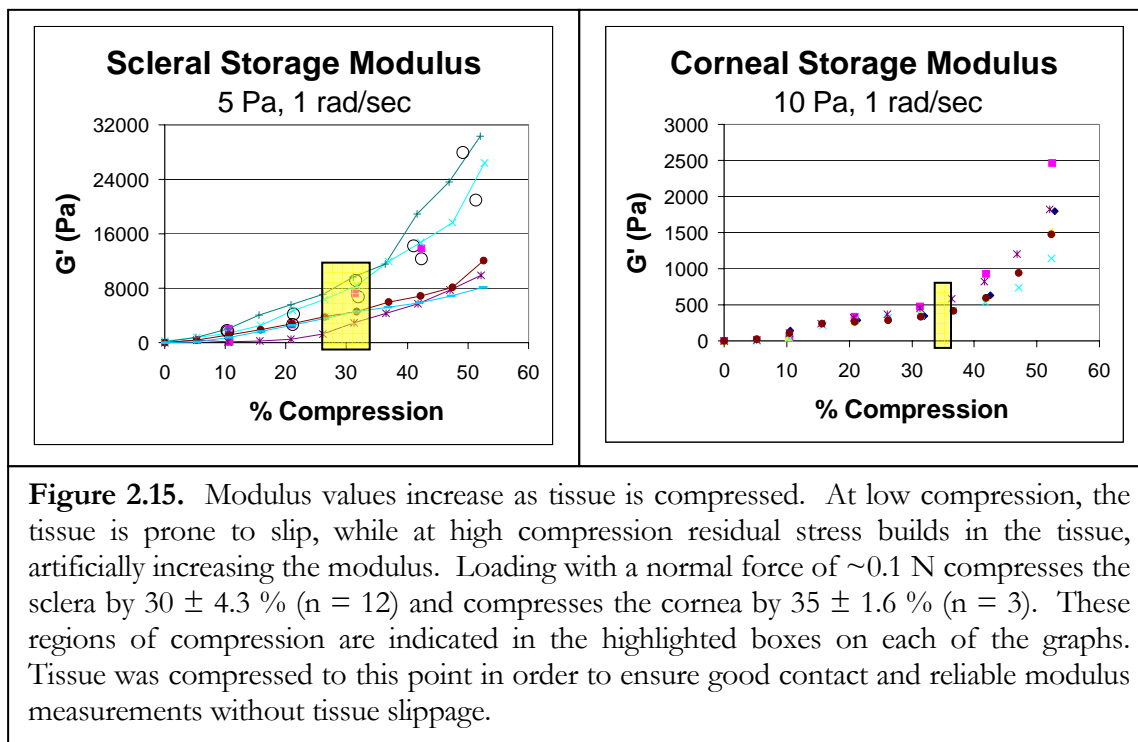 Scleral Storage Modulus
5 Pa, 1 rad/sec
32000
24000
16000
8000
0
G' (Pa)
0 10 20 30 40 50 60
% Compression
Corneal Storage Modulus
10 Pa, 1 rad/sec
3000
2500
2000
1500
1000
500
0
G' (Pa)
0 10 20 30 40 50 60
% Compression
Figure 2.15. Modulus values increase as tissue is compressed. At low compression, the
tissue is prone to slip, while at high compression residual stress builds in the tissue,
artificially increasing the modulus. Loading with a normal force of ~0.1 N compresses the
sclera by 30 ± 4.3 % (n = 12) and compresses the cornea by 35 ± 1.6 % (n = 3). These
regions of compression are indicated in the highlighted boxes on each of the graphs.
Tissue was compressed to this point in order to ensure good contact and reliable modulus
measurements without tissue slippage.